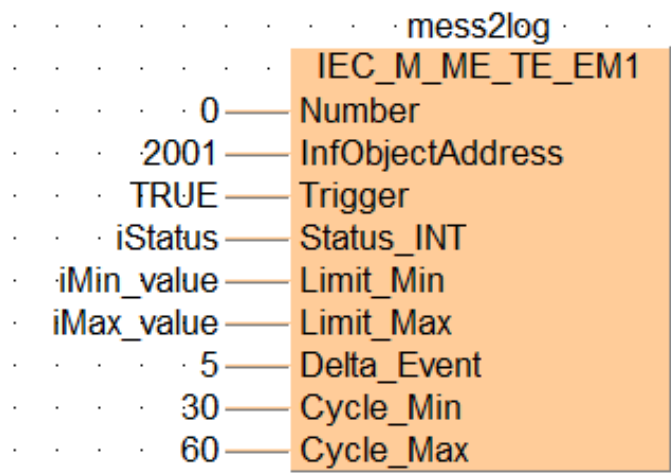 mess2log
IEC_M_ME_TE_EM1
0 Number
2001 InfObjectAddress
TRUE Trigger
iStatus Status_INT
iMin_value Limit_Min
iMax_value Limit_Max
5 Delta_Event
30 Cycle_Min
60 Cycle_Max